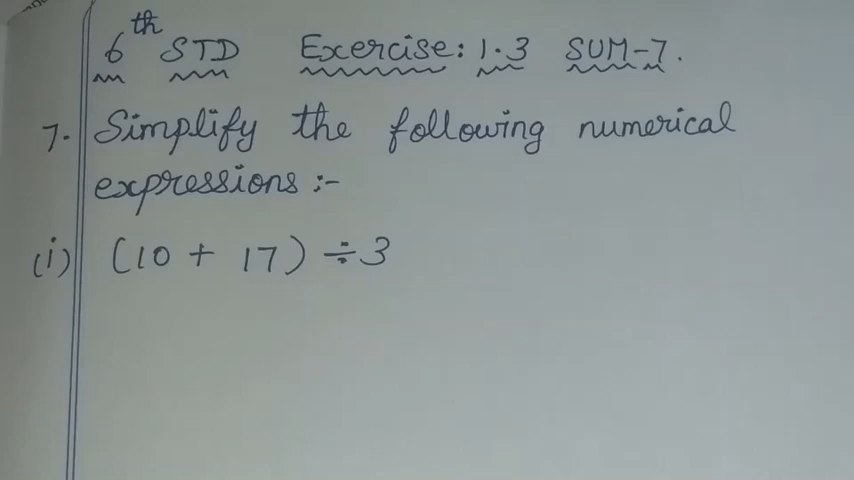 6th STD Exercise: 1.3 SUM-7.
7. Simplify the following numerical
expressions :-
(i) (10 + 17) ÷ 3